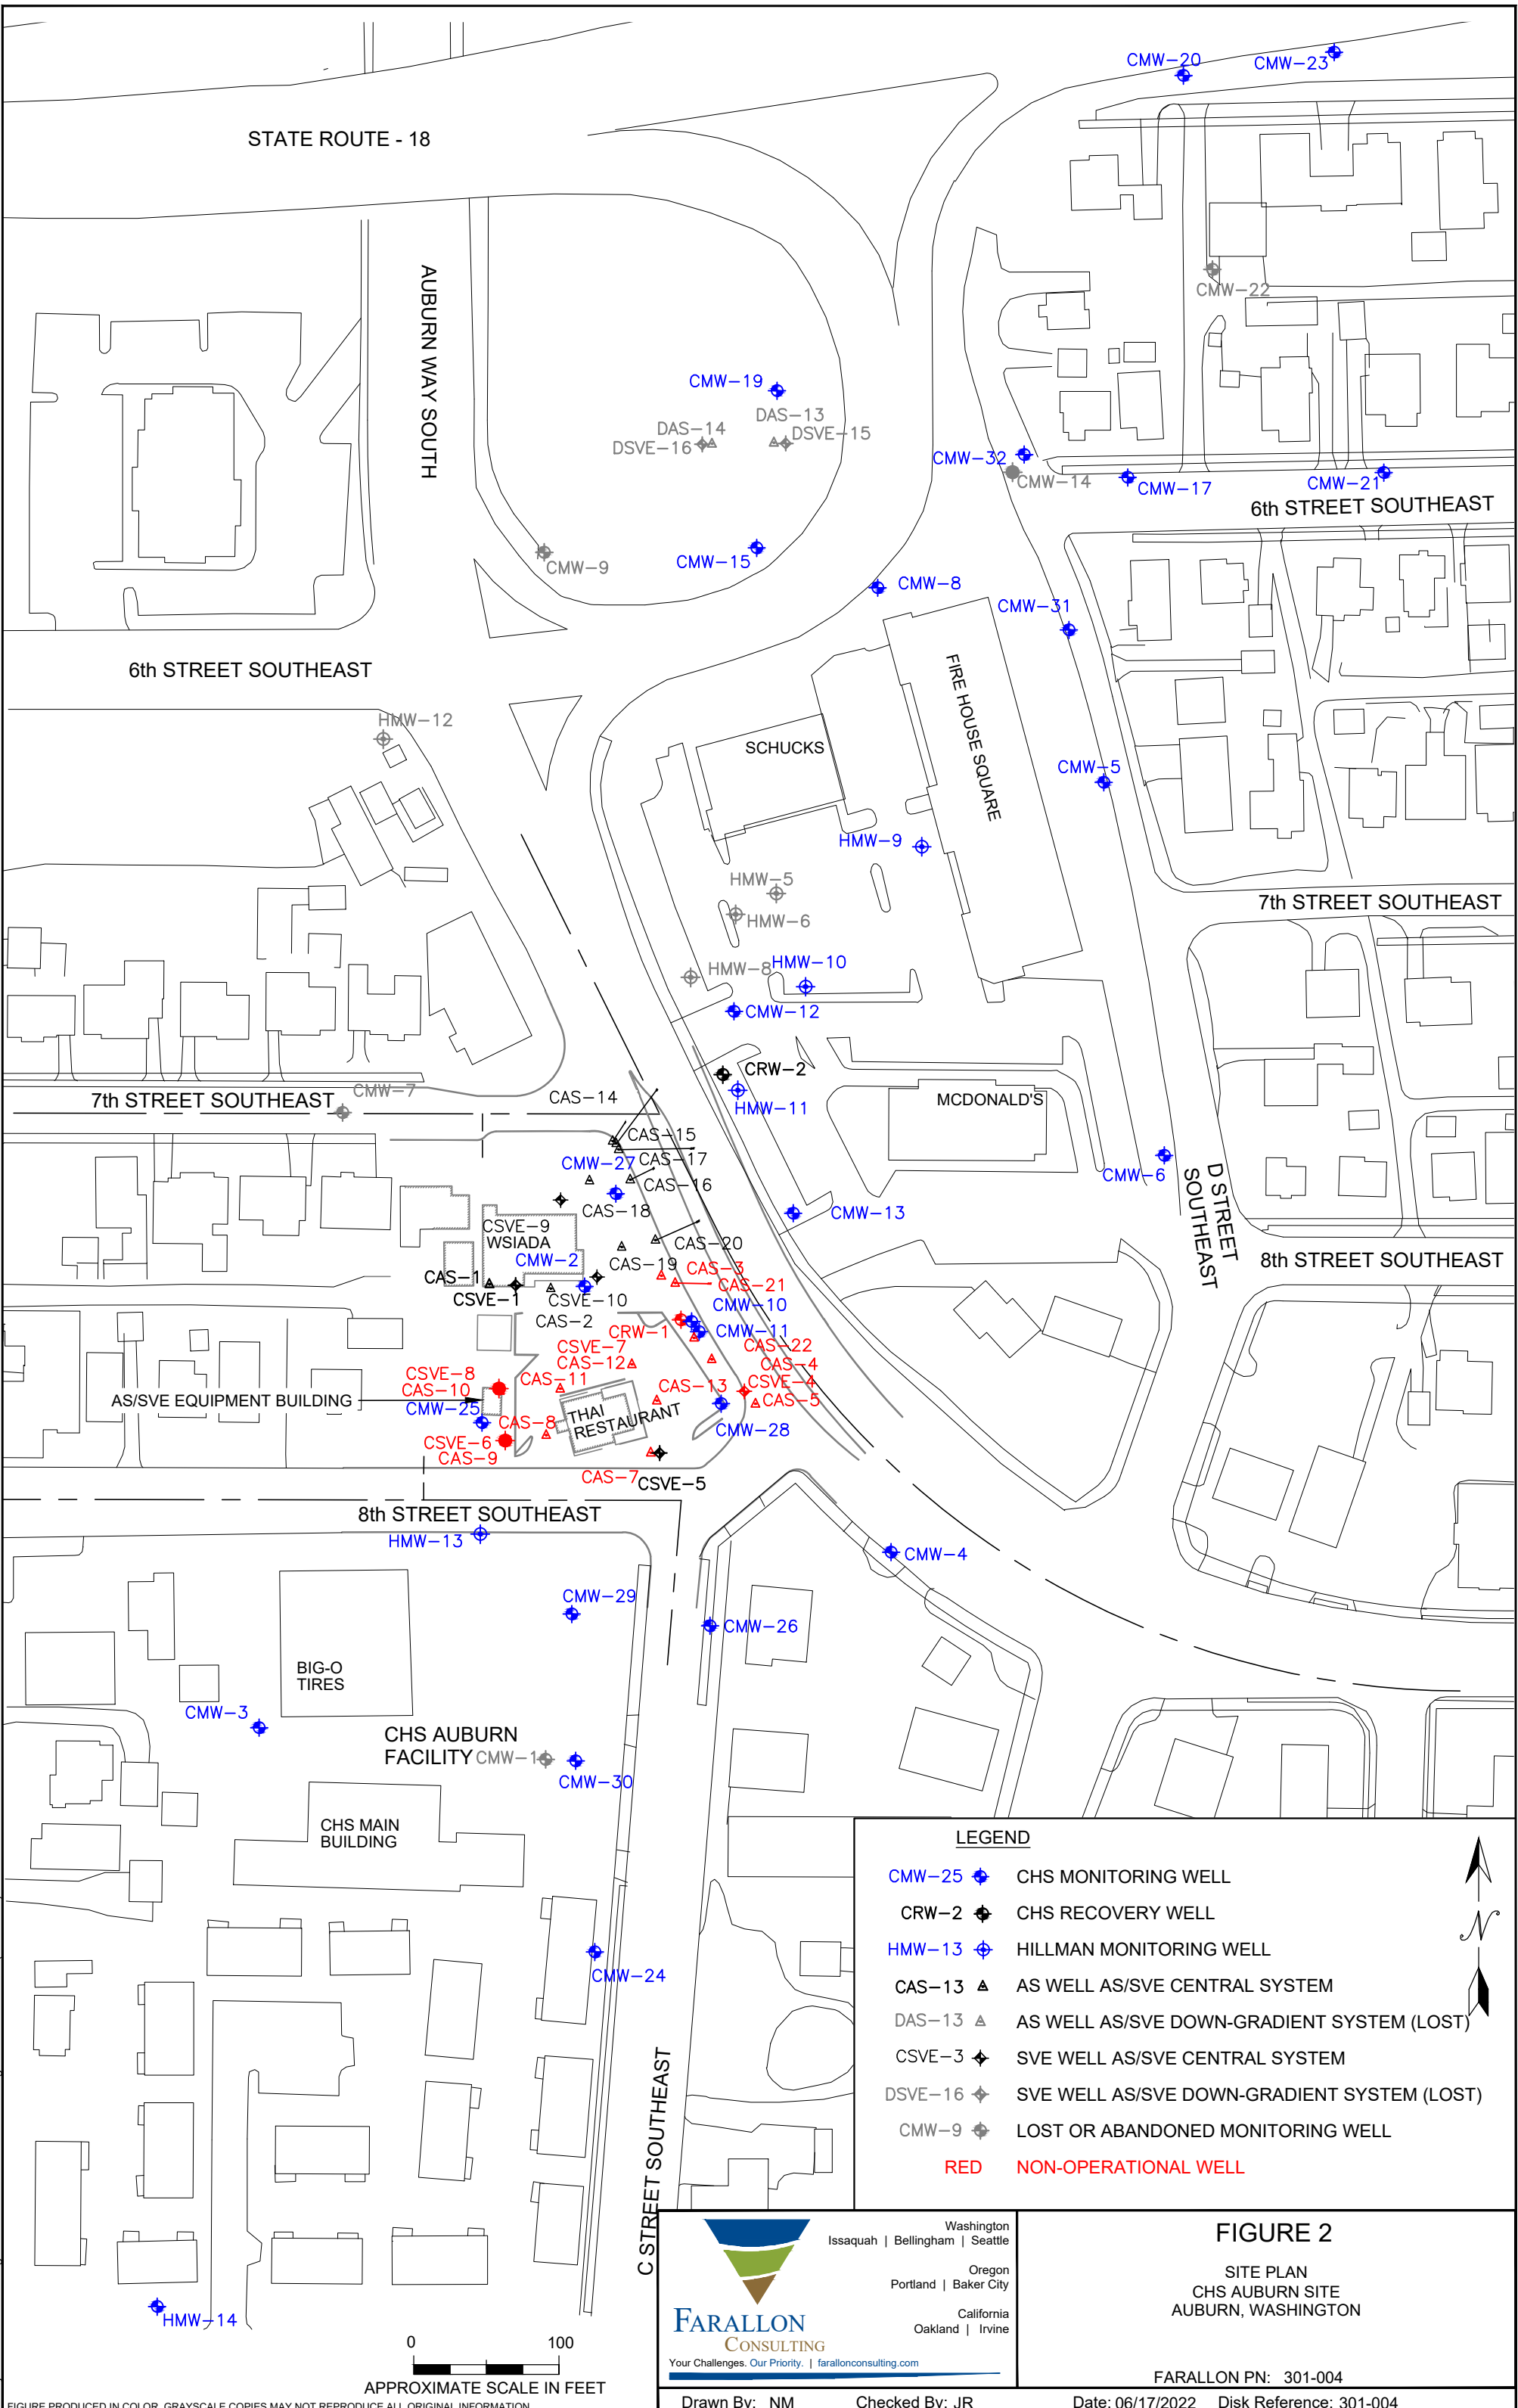 CMW-20
CMW-23
STATE ROUTE - 18
AUBURN WAY SOUTH
CMW-22
CMW-19
DAS-13
DAS-14
DSVE-15
DSVE-16
CMW-32
CMW-14
CMW-17
CMW-21
6th STREET SOUTHEAST
CMW-9
CMW-15
CMW-8
CMW-31
6th STREET SOUTHEAST
FIRE HOUSE SQUARE
HMW-12
SCHUCKS
CMW-5
HMW-9
HMW-5
HMW-6
7th STREET SOUTHEAST
HMW-8
HMW-10
CMW-12
CRW-2
CMW-7
CAS-14
7th STREET SOUTHEAST
HMW-11
MCDONALD'S
CAS-15
CAS-17
CMW-27
CAS-16
CMW-6
D STREET
SOUTHEAST
CAS-18
CMW-13
CSVE-9
WSIADA
CAS-20
CMW-2
CAS-19
8th STREET SOUTHEAST
CAS-3
CAS-1
CAS-21
CSVE-1
CSVE-10
CMW-10
CAS-2
CRW-1
CMW-11
CSVE-7
CAS-22
CAS-12
CAS-4
CSVE-8
CAS-11
CSVE-4
CAS-10
CAS-13
AS/SVE EQUIPMENT BUILDING
CAS-5
CMW-25
THAI
RESTAURANT
CAS-8
CMW-28
CSVE-6
CAS-9
CAS-7
CSVE-5
8th STREET SOUTHEAST
HMW-13
CMW-4
CMW-29
CMW-26
BIG-O
TIRES
CMW-3
CHS AUBURN
FACILITY
CMW-1
CMW-30
CHS MAIN
BUILDING
CMW-24
C STREET SOUTHEAST
HMW-14
LEGEND
CMW-25 CHS MONITORING WELL
CRW-2 CHS RECOVERY WELL
HMW-13 HILLMAN MONITORING WELL
CAS-13 AS WELL AS/SVE CENTRAL SYSTEM
DAS-13 AS WELL AS/SVE DOWN-GRADIENT SYSTEM (LOST)
CSVE-3 SVE WELL AS/SVE CENTRAL SYSTEM
DSVE-16 SVE WELL AS/SVE DOWN-GRADIENT SYSTEM (LOST)
CMW-9 LOST OR ABANDONED MONITORING WELL
RED NON-OPERATIONAL WELL
N
0 100
APPROXIMATE SCALE IN FEET
FIGURE PRODUCED IN COLOR. GRAYSCALE COPIES MAY NOT REPRODUCE ALL ORIGINAL INFORMATION.
Washington
Issaquah | Bellingham | Seattle
Oregon
Portland | Baker City
California
Oakland | Irvine
FARALLON
CONSULTING
Your Challenges. Our Priority. | farallonconsulting.com
FIGURE 2
SITE PLAN
CHS AUBURN SITE
AUBURN, WASHINGTON
FARALLON PN: 301-004
Drawn By: NM Checked By: JR Date: 06/17/2022 Disk Reference: 301-004